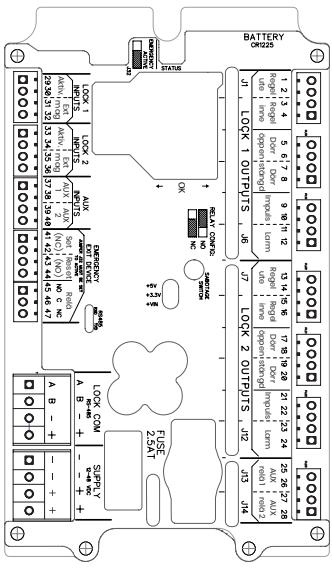 BATTERY
CR1225
EMERGENCY
ACTIVE
J32
STATUS
29 Aktiv.
30
31 Ext
32 mag
LOCK 1
INPUTS
33 Aktiv.
34
35 Ext
36 mag
LOCK 2
INPUTS
37 AUX
38 1
39 AUX
40 2
AUX
INPUTS
41 Set
42 (NC)
43 Reset
44 (NO)
EMERGENCY
EXIT DEVICE
45 NO
46 C
47 NC
Relä
RS485
OK
RELAY
CONFIG:
NO
NC
+5V
+3.3V
+VIN
SABOTAGE
SWITCH
J1
LOCK 1 OUTPUTS
J6
1 Regel
2 ute
3 Regel
4 inne
5 Dörr
6 öppen
7 Dörr
8 stängd
9 Impuls
10
11 Larm
12
J7
LOCK 2 OUTPUTS
J12
13 Regel
14 ute
15 Regel
16 inne
17 Dörr
18 öppen
19 Dörr
20 stängd
21 Impuls
22
23 Larm
24
J13
25 AUX
26 relä1
J14
27 AUX
28 relä 2
A
B
-
+
A
B
-
+
LOCK COM
RS-485
-
+
-
+
-
+
-
+
SUPPLY
12-48 VDC
FUSE
2.5AT